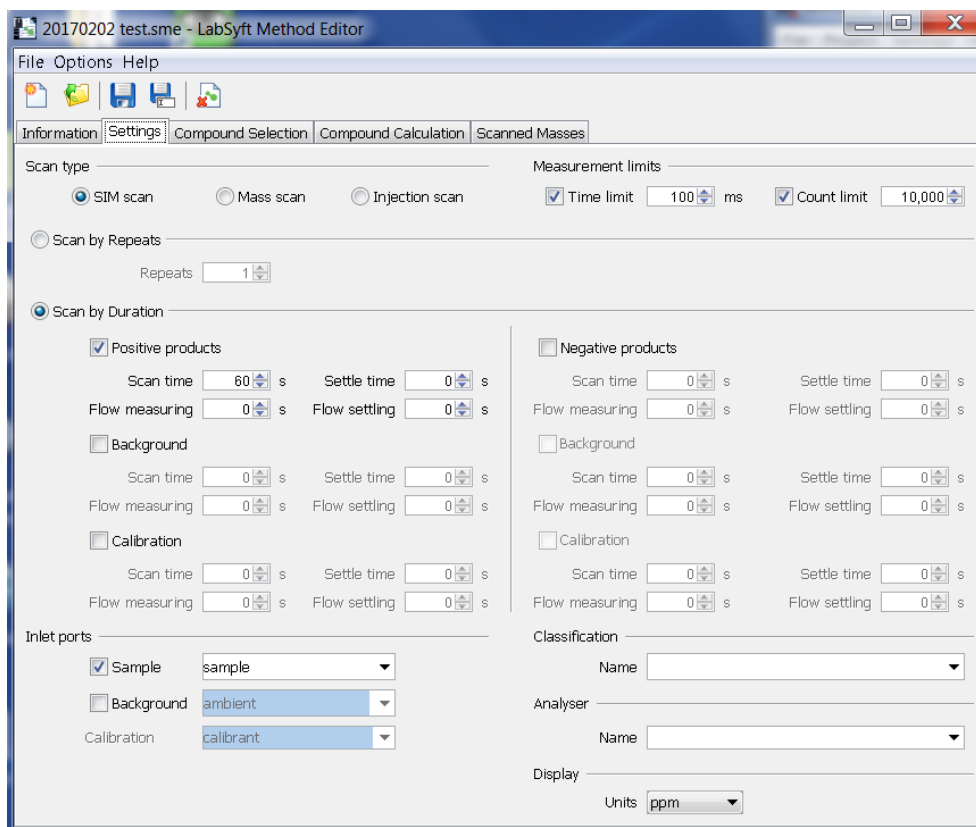 20170202 test.sme - LabSyft Method Editor
File Options Help
Information Settings Compound Selection Compound Calculation Scanned Masses
Scan type
SIM scan Mass scan Injection scan
Measurement limits
Time limit 100 ms Count limit 10,000
Scan by Repeats
Repeats 1
Scan by Duration
Positive products
Scan time 60 s Settle time 0 s
Flow measuring 0 s Flow settling 0 s
Background
Scan time 0 s Settle time 0 s
Flow measuring 0 s Flow settling 0 s
Calibration
Scan time 0 s Settle time 0 s
Flow measuring 0 s Flow settling 0 s
Negative products
Scan time 0 s Settle time 0 s
Flow measuring 0 s Flow settling 0 s
Background
Scan time 0 s Settle time 0 s
Flow measuring 0 s Flow settling 0 s
Calibration
Scan time 0 s Settle time 0 s
Flow measuring 0 s Flow settling 0 s
Inlet ports
Sample sample
Background ambient
Calibration calibrant
Classification
Name
Analyser
Name
Display
Units ppm